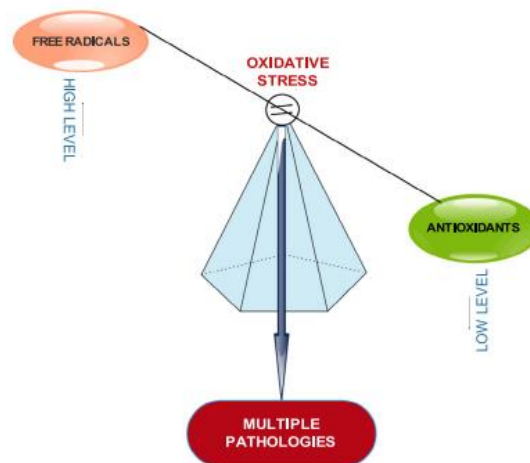 FREE RADICALS
OXIDATIVE
STRESS
HIGH LEVEL
ANTIOXIDANTS
LOW LEVEL
MULTIPLE
PATHOLOGIES